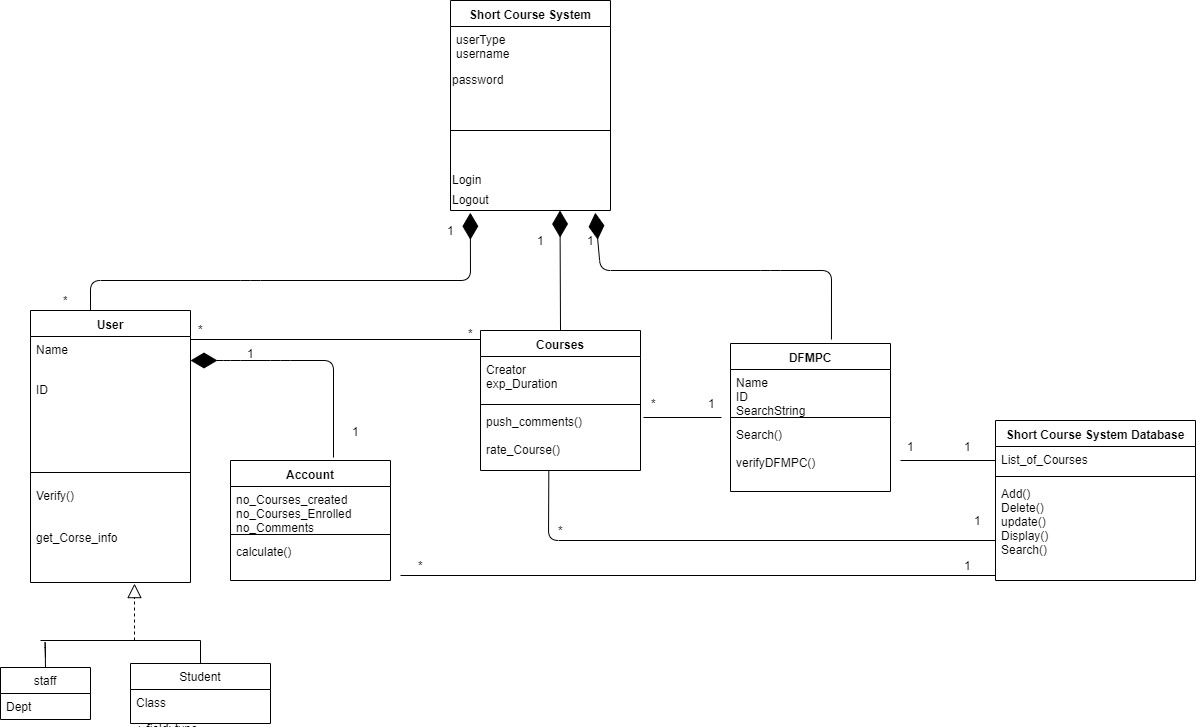 Short Course System
userType
username
password
Login
Logout
1
1
1
*
User
Name
ID
Verify()
get_Corse_info
*
*
1
1
Account
no_Courses_created
no_Courses_Enrolled
no_Comments
calculate()
Courses
Creator
exp_Duration
push_comments()
rate_Course()
*
1
DFMPC
Name
ID
SearchString
Search()
verifyDFMPC()
1
1
Short Course System Database
List_of_Courses
Add()
Delete()
update()
Display()
Search()
*
1
*
1
staff
Dept
Student
Class
+ field: type